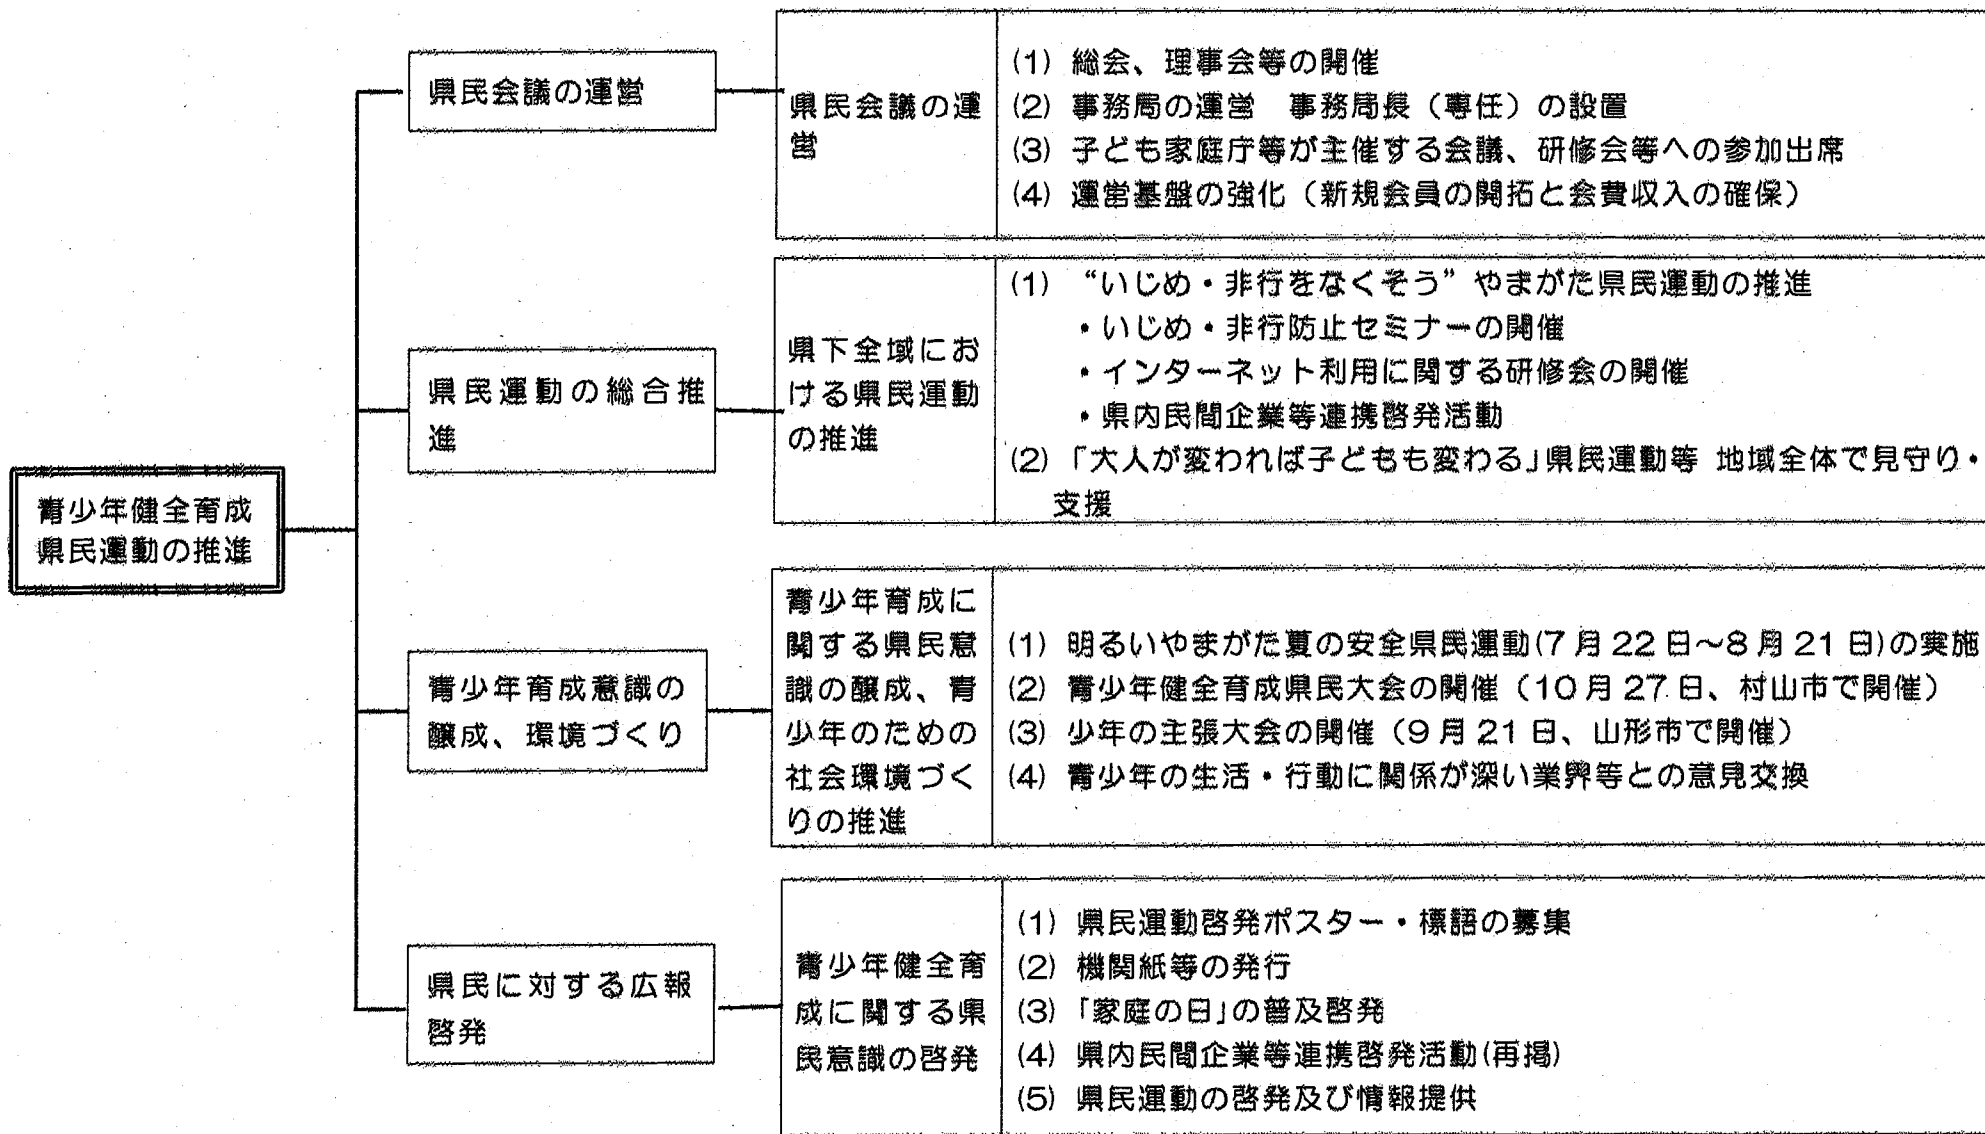 青少年健全育成
県民運動の推進
県民会議の運営
県民会議の運
営
(1) 総会、理事会等の開催
(2) 事務局の運営　事務局長（専任）の設置
(3) 子ども家庭庁等が主催する会議、研修会等への参加出席
(4) 運営基盤の強化（新規会員の開拓と会費収入の確保）
県民運動の総合推
進
県下全域にお
ける県民運動
の推進
(1) “いじめ・非行をなくそう”やまがた県民運動の推進
・いじめ・非行防止セミナーの開催
・インターネット利用に関する研修会の開催
・県内民間企業等連携啓発活動
(2) 「大人が変われば子どもも変わる」県民運動等 地域全体で見守り・
支援
青少年育成意識の
醸成、環境づくり
青少年育成に
関する県民意
識の醸成、青
少年のための
社会環境づく
りの推進
(1) 明るいやまがた夏の安全県民運動(7月22日～8月21日)の実施
(2) 青少年健全育成県民大会の開催（10月27日、村山市で開催）
(3) 少年の主張大会の開催（9月21日、山形市で開催）
(4) 青少年の生活・行動に関係が深い業界等との意見交換
県民に対する広報
啓発
青少年健全育
成に関する県
民意識の啓発
(1) 県民運動啓発ポスター・標語の募集
(2) 機関紙等の発行
(3) 「家庭の日」の普及啓発
(4) 県内民間企業等連携啓発活動(再掲)
(5) 県民運動の啓発及び情報提供